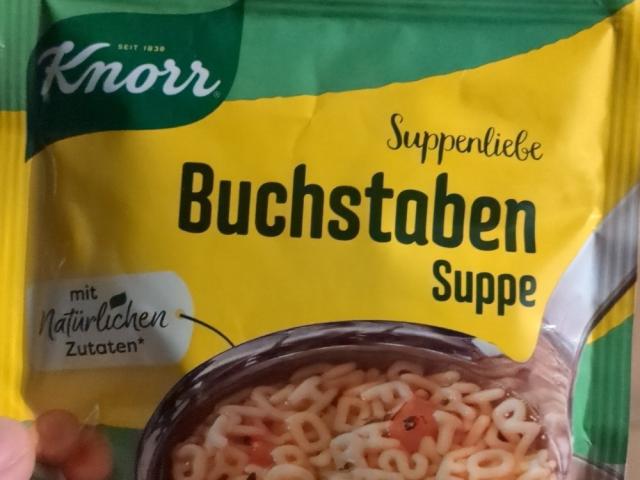 SEIT 1838
Knorr
Suppenliebe
Buchstaben
Suppe
mit
Natürlichen
Zutaten*